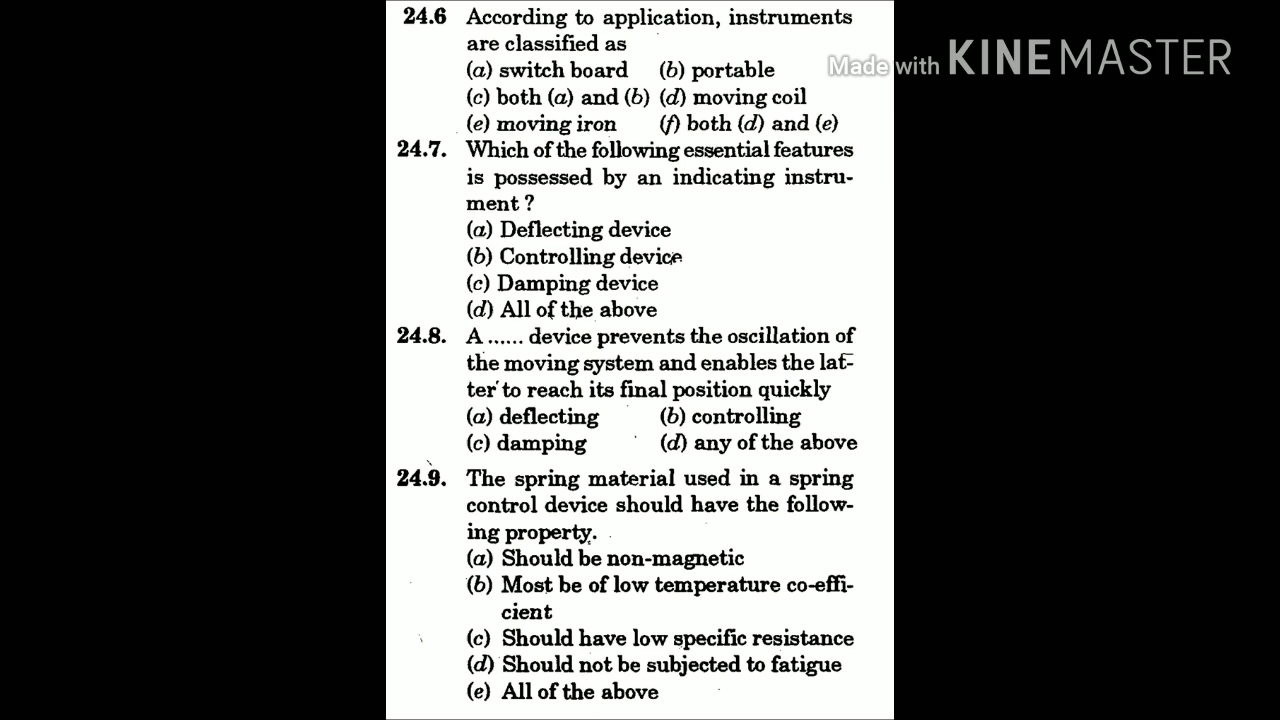 24.6 According to application, instruments
are classified as
(a) switch board (b) portable
(c) both (a) and (b) (d) moving coil
(e) moving iron (f) both (d) and (e)
24.7. Which of the following essential features
is possessed by an indicating instru-
ment ?
(a) Deflecting device
(b) Controlling device
(c) Damping device
(d) All of the above
24.8. A ...... device prevents the oscillation of
the moving system and enables the lat-
ter to reach its final position quickly
(a) deflecting (b) controlling
(c) damping (d) any of the above
24.9. The spring material used in a spring
control device should have the follow-
ing property.
(a) Should be non-magnetic
(b) Most be of low temperature co-effi-
cient
(c) Should have low specific resistance
(d) Should not be subjected to fatigue
(e) All of the above
Made with KINEMASTER